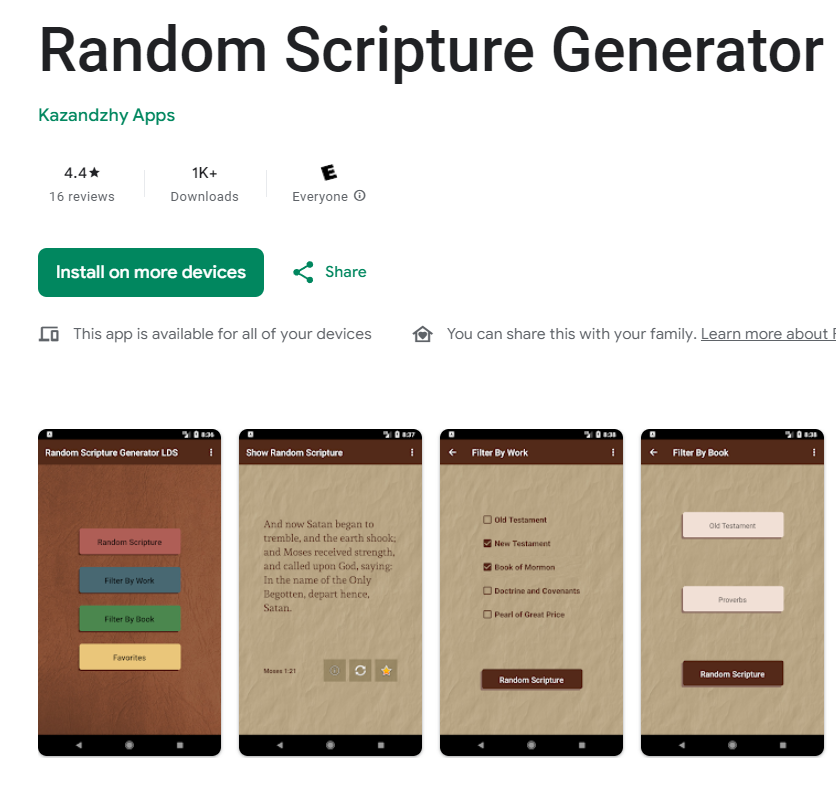 Random Scripture Generator
Kazandzhy Apps
4.4★
16 reviews
1K+
Downloads
E
Everyone
Install on more devices
Share
This app is available for all of your devices
You can share this with your family. Learn more about F
8:36
Random Scripture Generator LDS
Random Scripture
Filter By Work
Filter By Book
Favorites
8:37
Show Random Scripture
And now Satan began to
tremble, and the earth shook;
and Moses received strength,
and called upon God, saying:
In the name of the Only
Begotten, depart hence,
Satan.
Moses 1:21
8:38
Filter By Work
Old Testament
New Testament
Book of Mormon
Doctrine and Covenants
Pearl of Great Price
Random Scripture
8:38
Filter By Book
Old Testament
Proverbs
Random Scripture